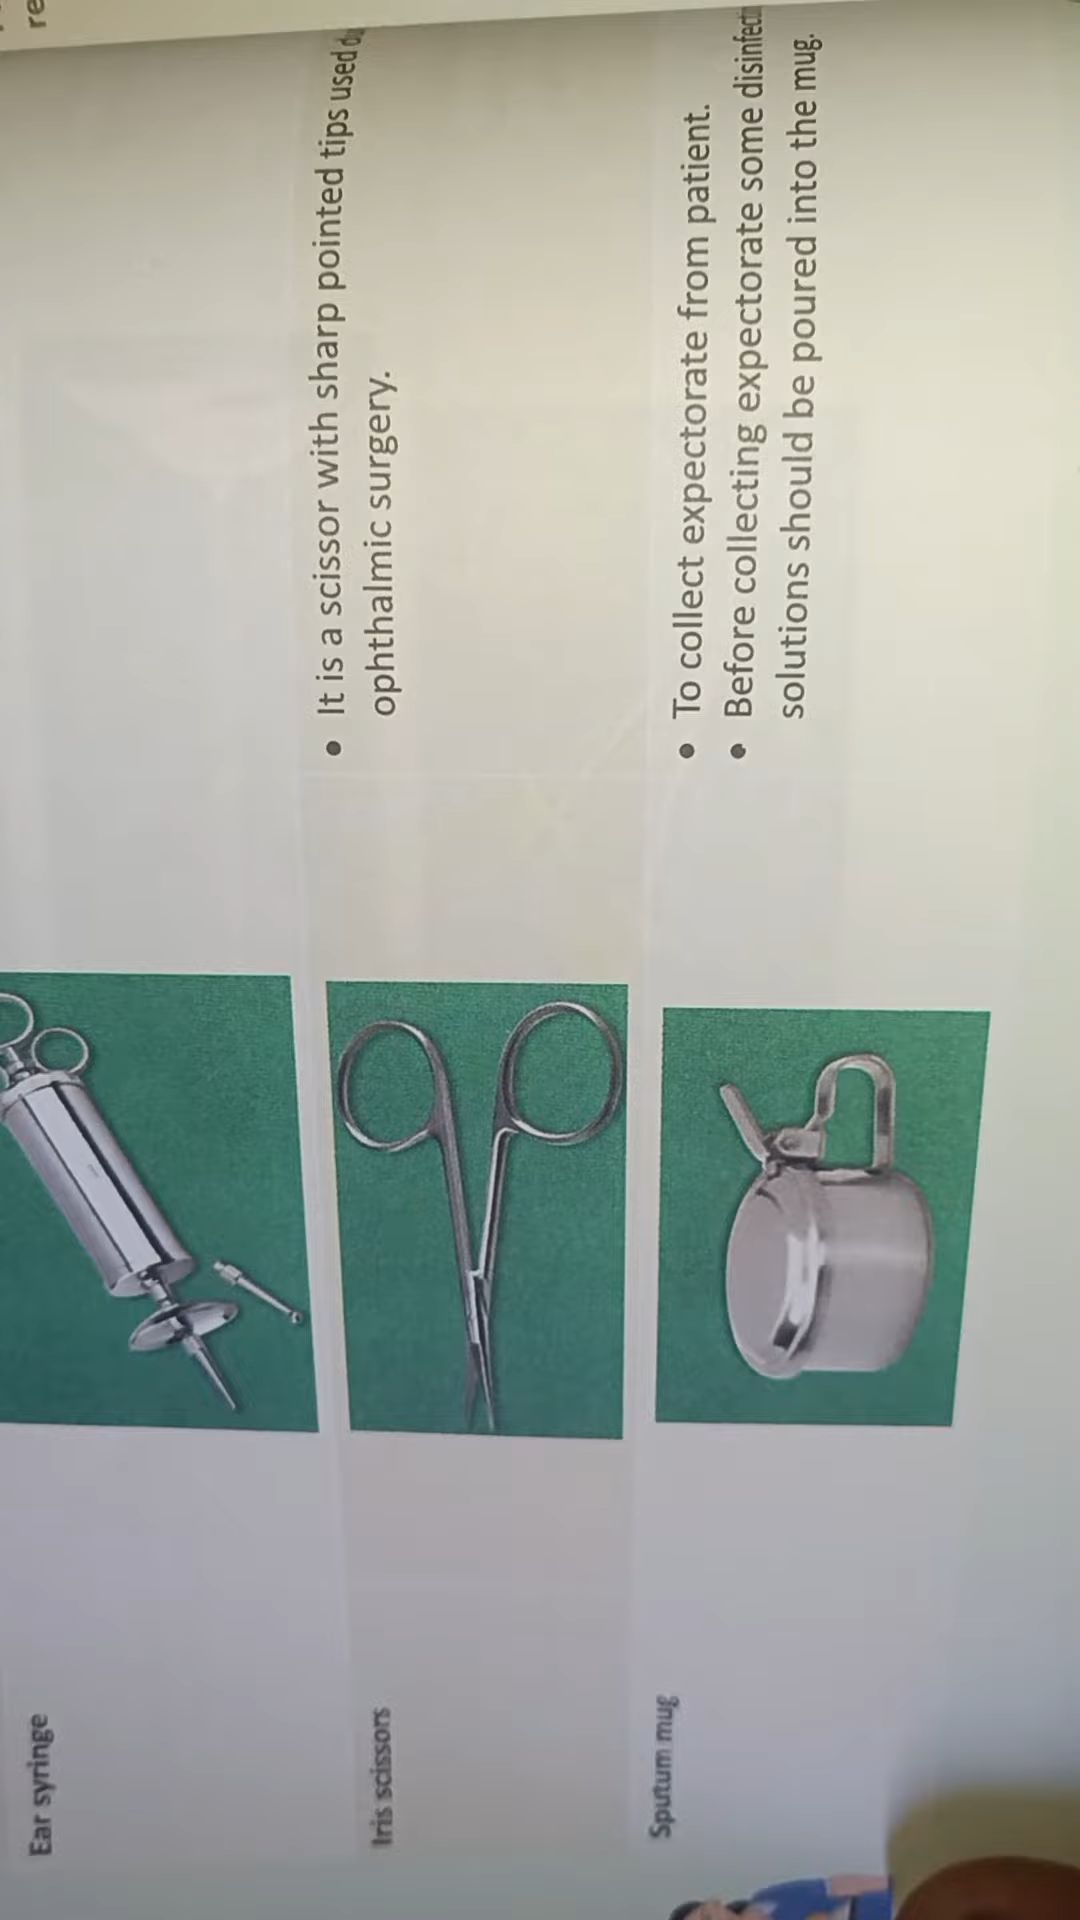 Ear syringe
Iris scissors
• It is a scissor with sharp pointed tips used
ophthalmic surgery.
Sputum mug
• To collect expectorate from patient.
• Before collecting expectorate some
solutions should be poured into the mug.